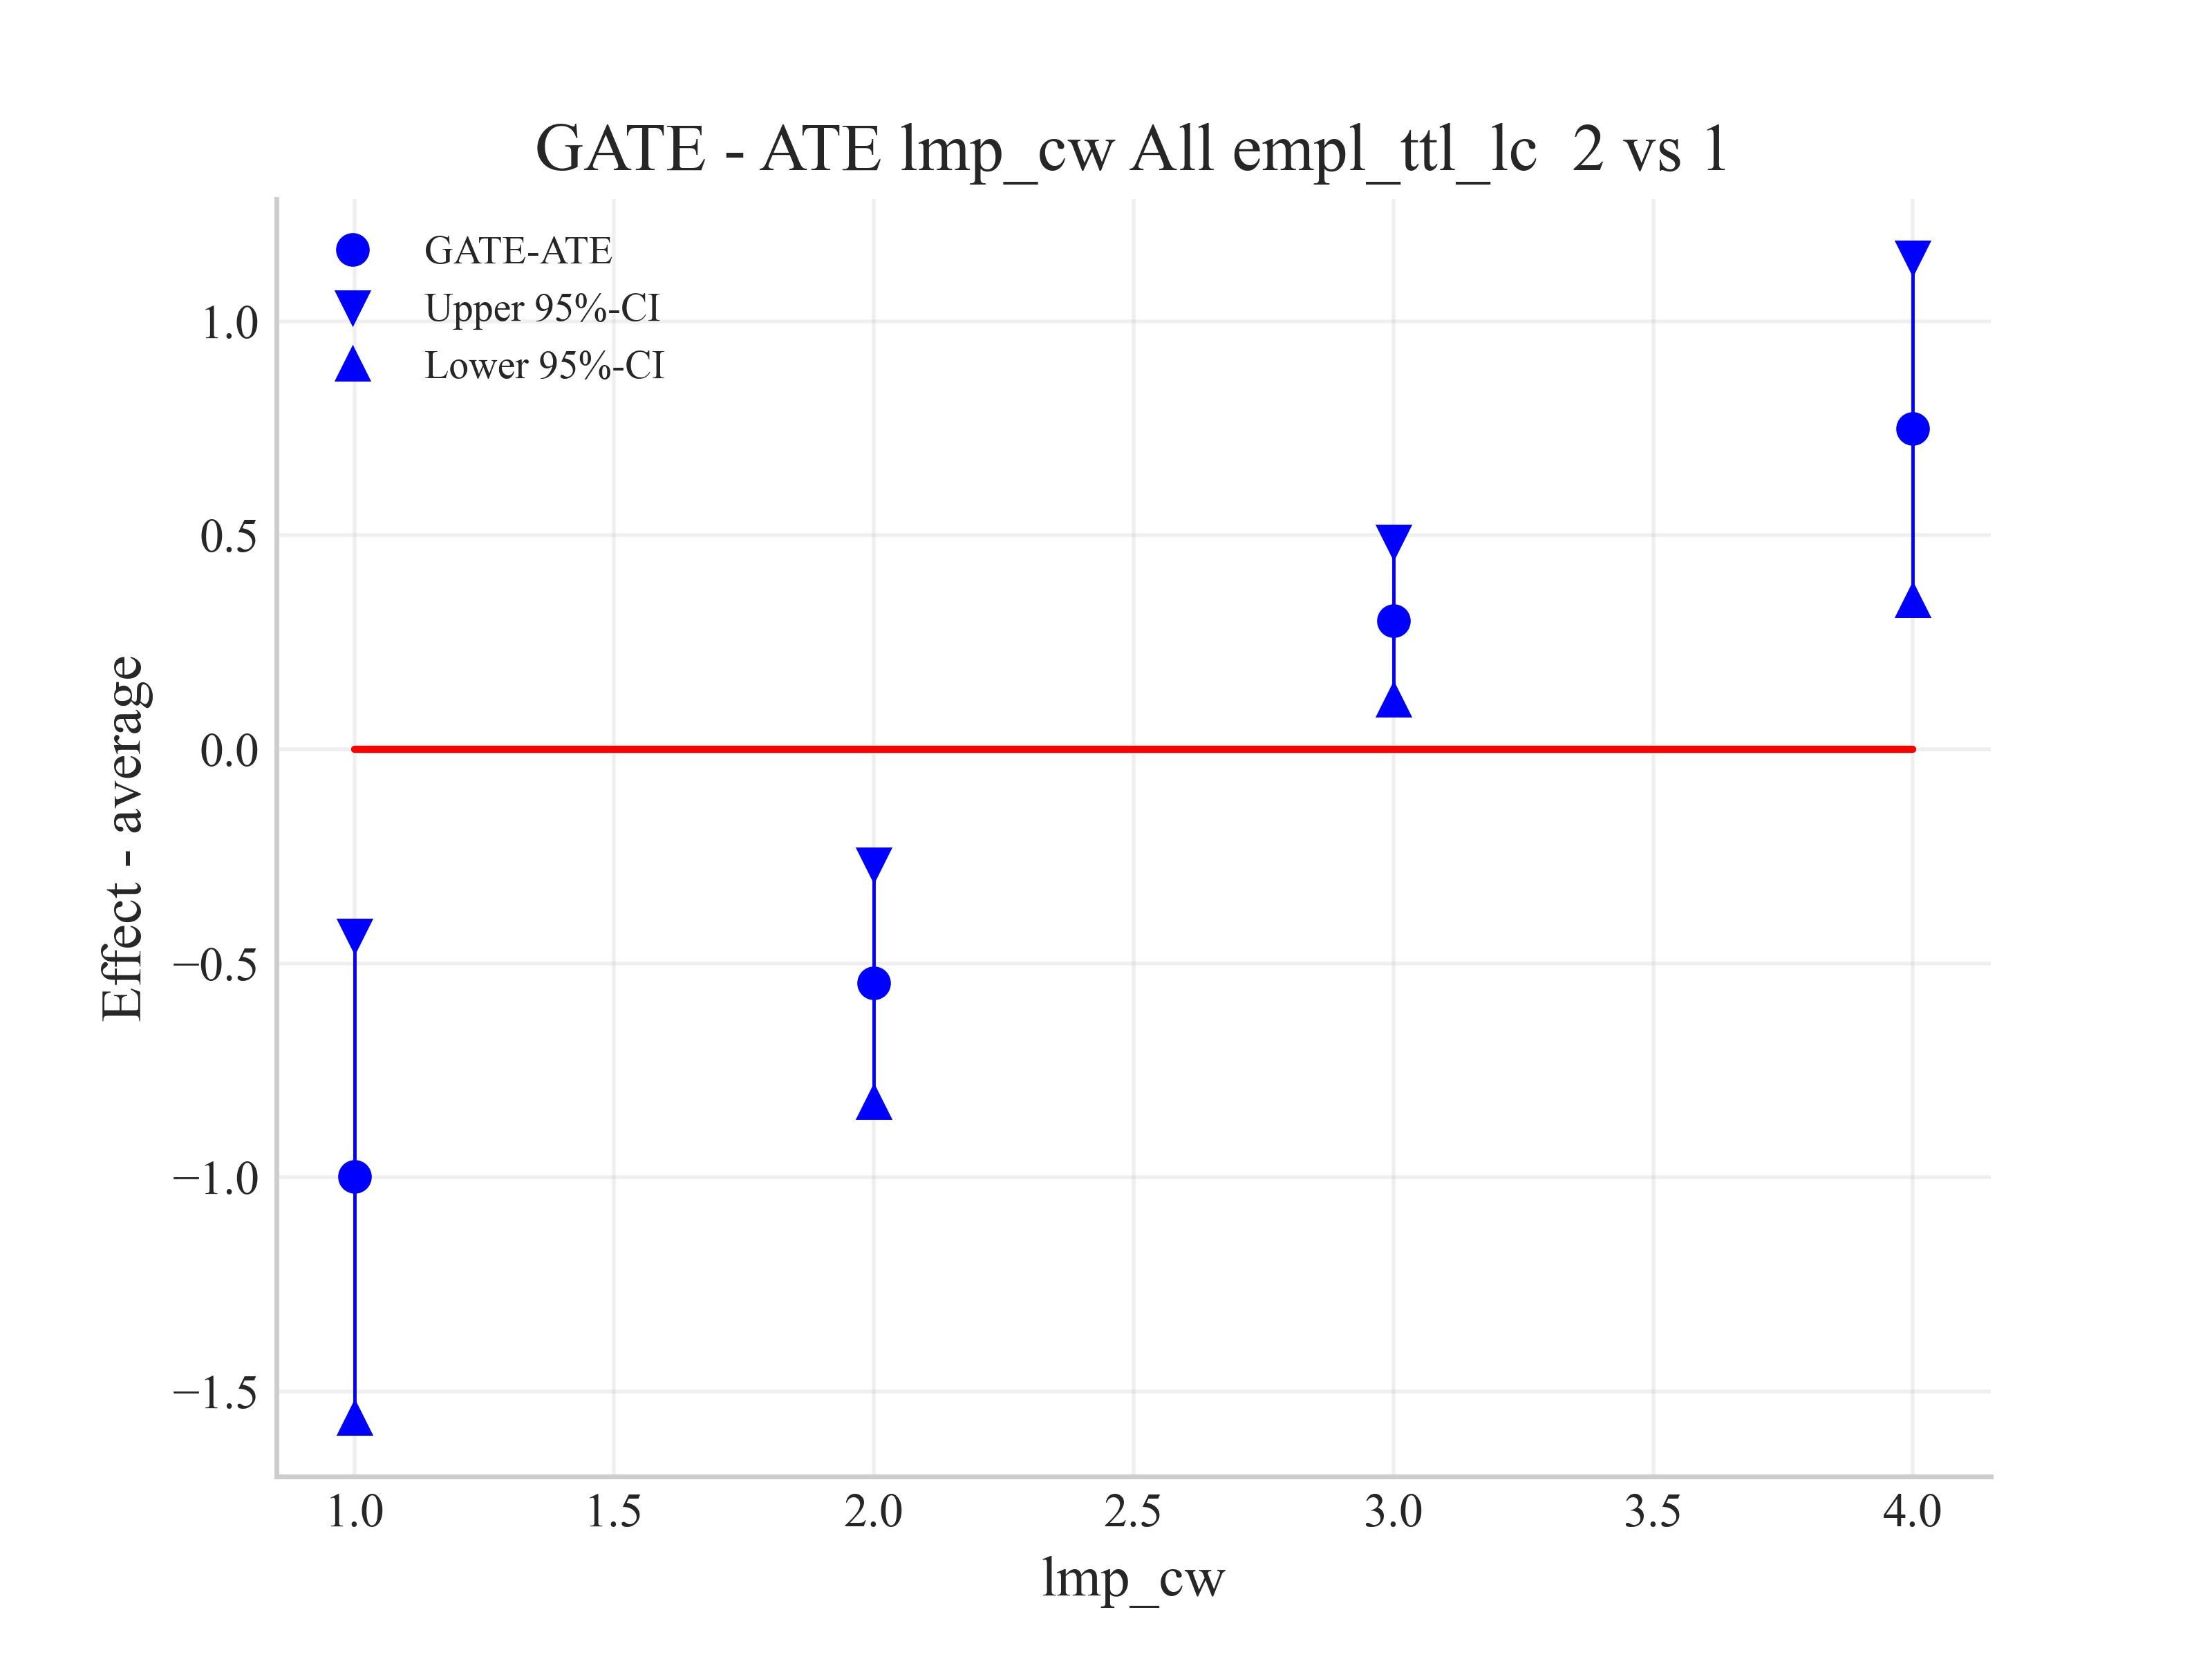 GATE - ATE lmp_cw All empl_ttl_lc  2 vs 1
GATE-ATE
Upper 95%-CI
Lower 95%-CI
1.0
0.5
0.0
−0.5
−1.0
−1.5
Effect - average
1.0 1.5 2.0 2.5 3.0 3.5 4.0
lmp_cw